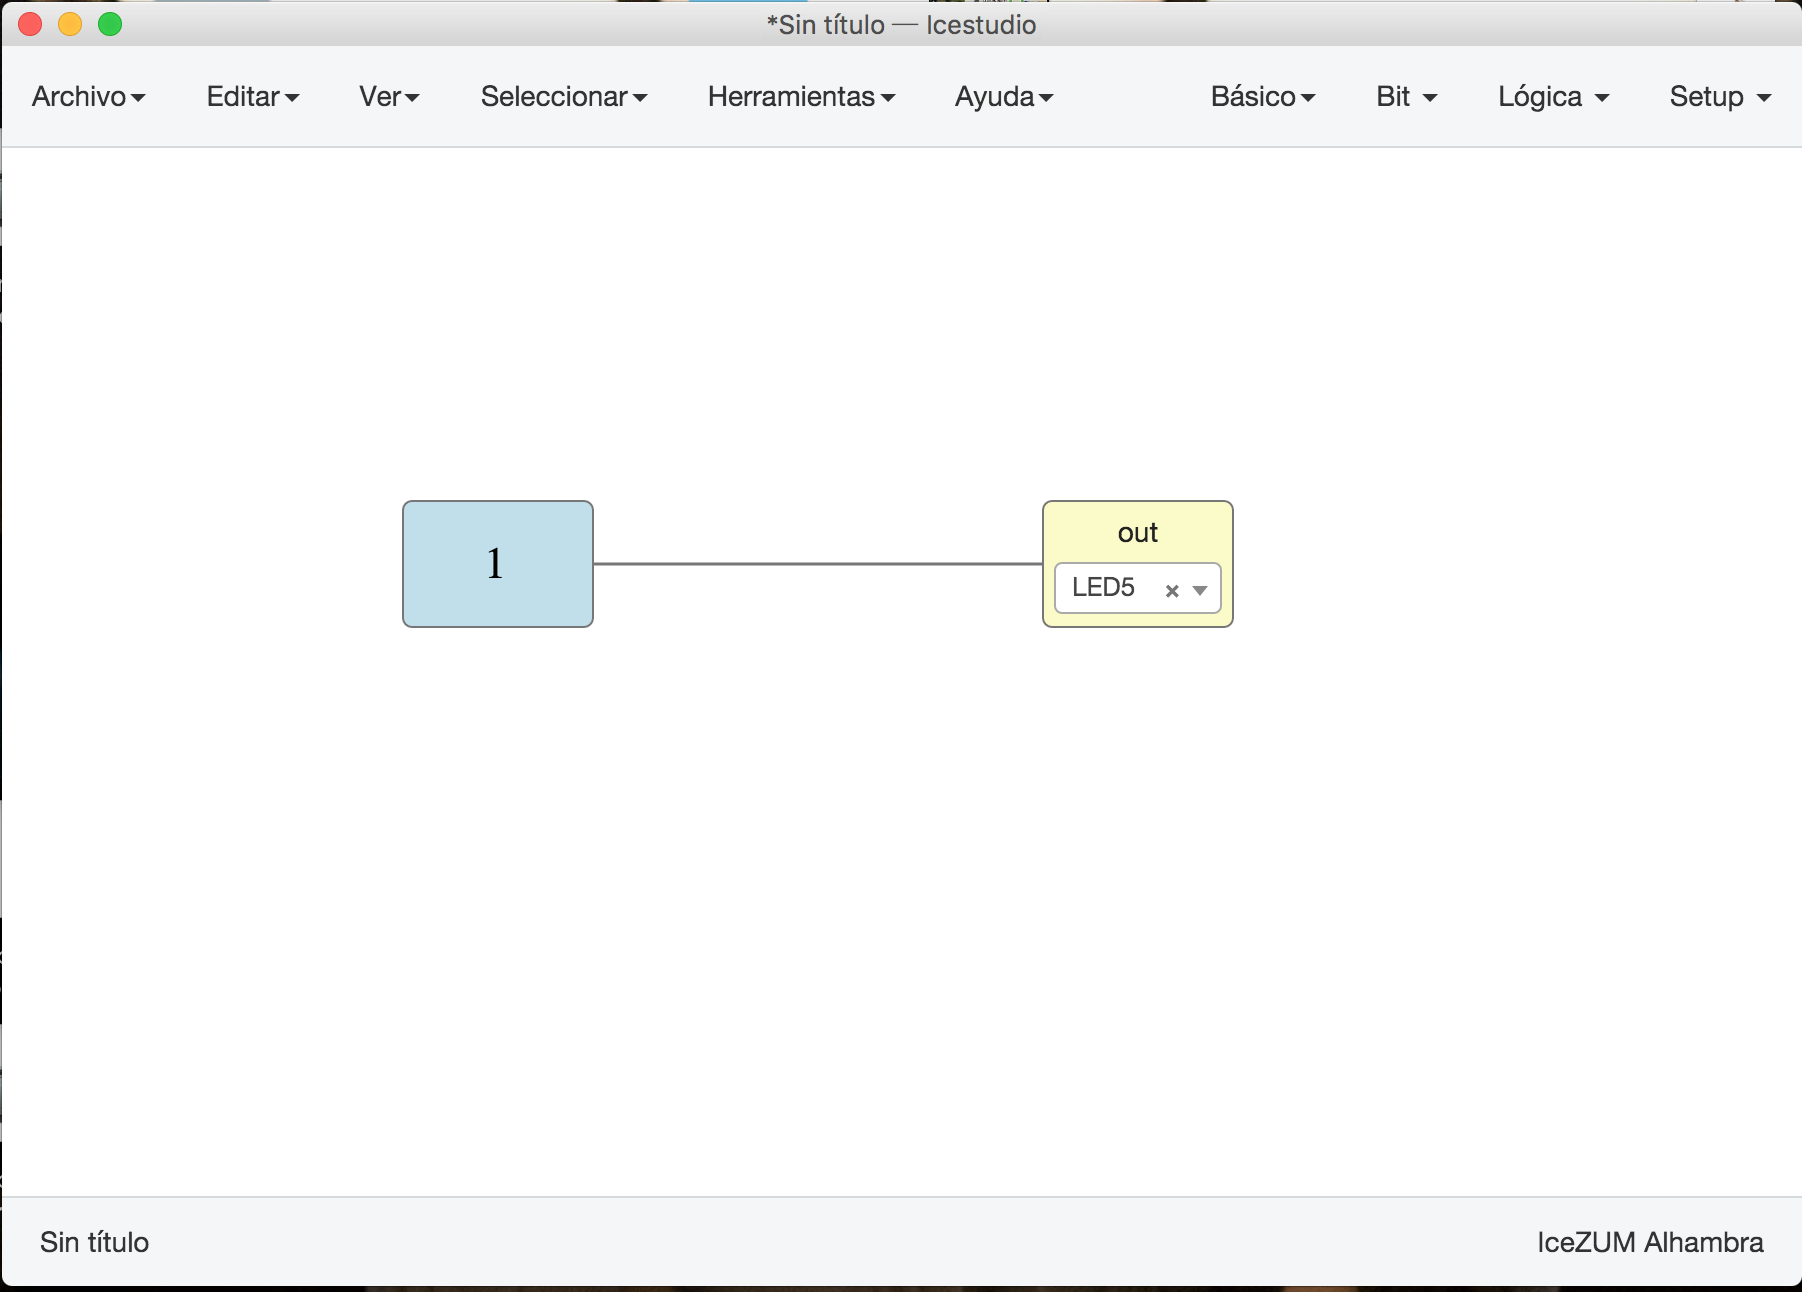 *Sin título — Icestudio
Archivo Editar Ver Seleccionar Herramientas Ayuda Básico Bit Lógica Setup
out
1
LED5
Sin título IceZUM Alhambra